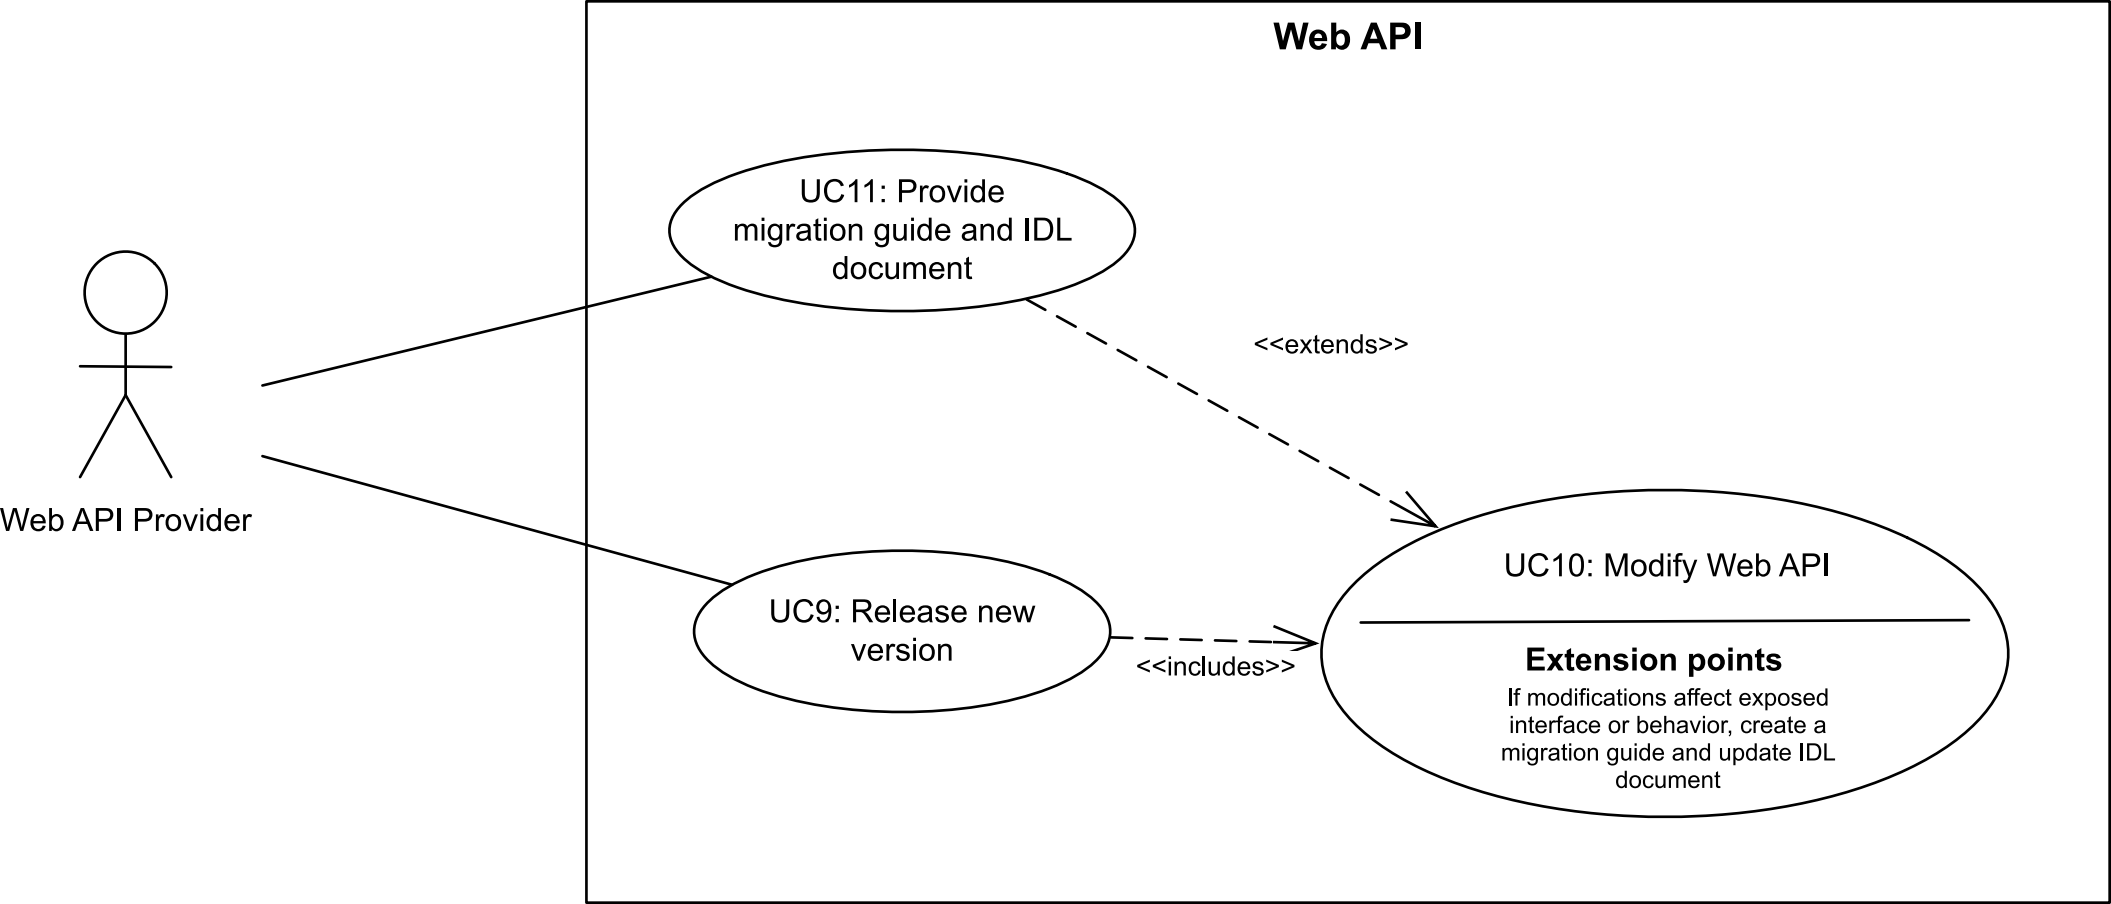 Web API
UC11: Provide
migration guide and IDL
document
<<extends>>
Web API Provider
UC10: Modify Web API
UC9: Release new
version
<<includes>>
Extension points
If modifications affect exposed
interface or behavior, create a
migration guide and update IDL
document